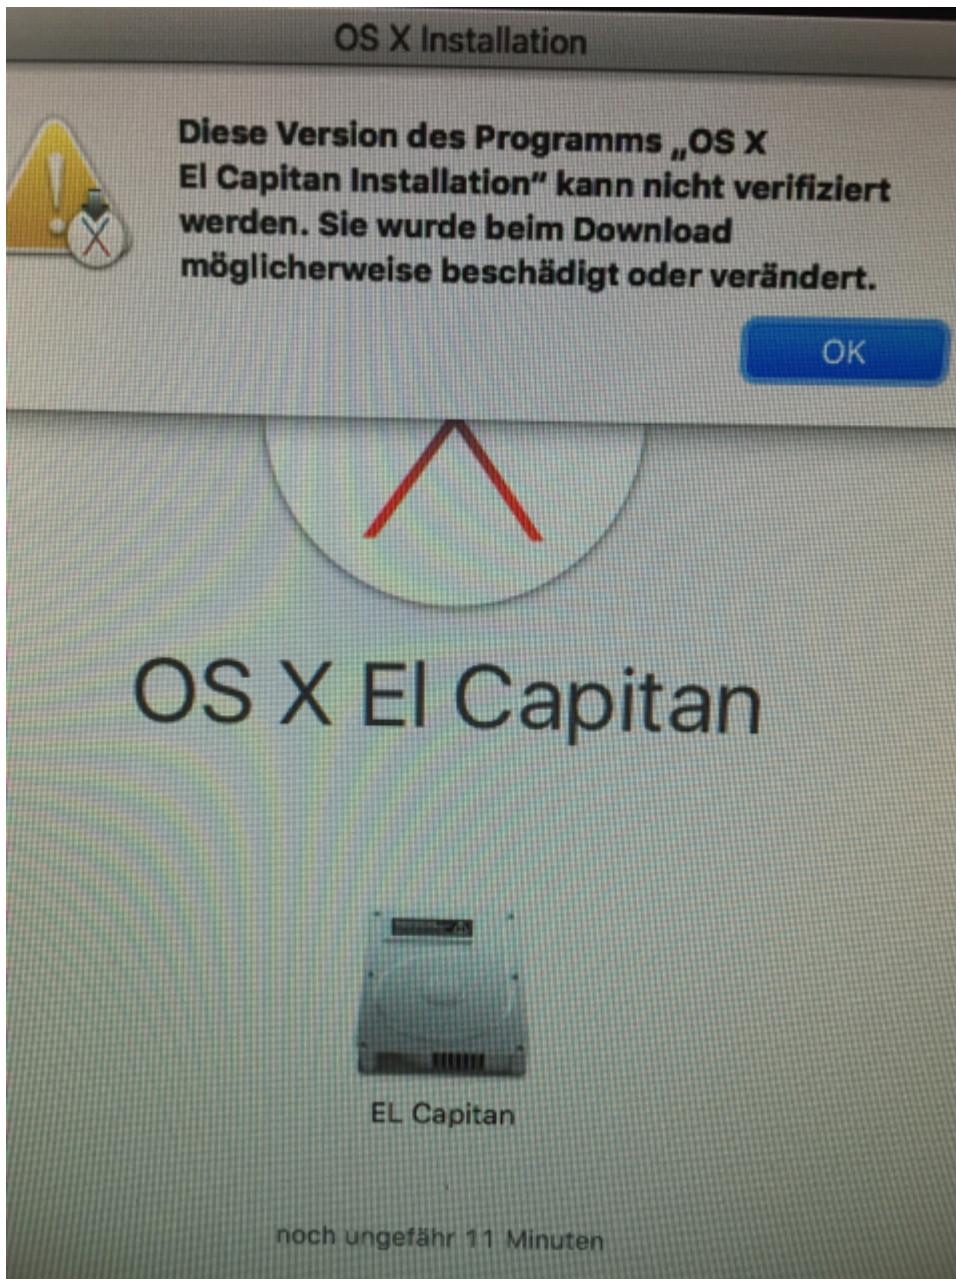 OS X Installation
Diese Version des Programms „OS X
El Capitan Installation“ kann nicht verifiziert
werden. Sie wurde beim Download
möglicherweise beschädigt oder verändert.
OK
OS X El Capitan
EL Capitan
noch ungefähr 11 Minuten